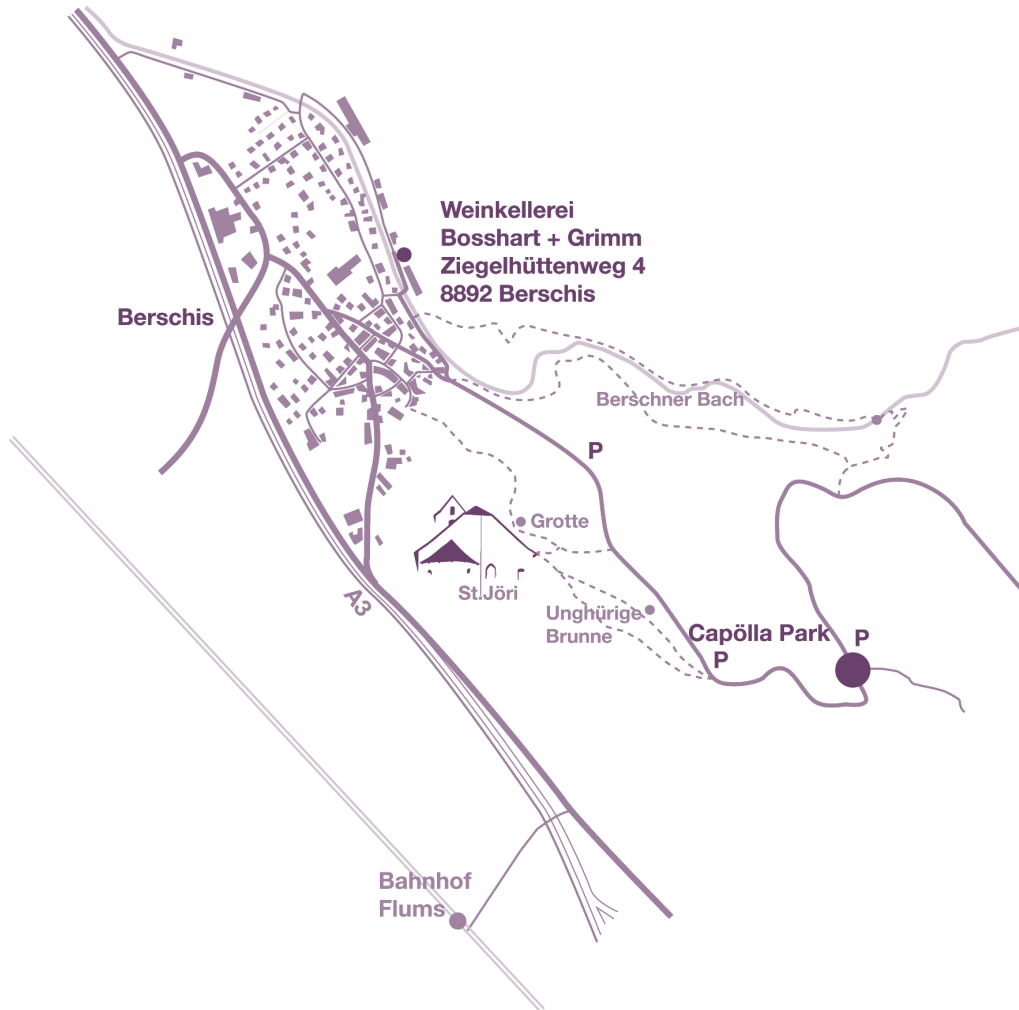 Weinkellerei
Bosshart + Grimm
Ziegelhüttenweg 4
8892 Berschis
Berschis
Berschner Bach
P
Grotte
St.Jöri
A3
Unghürige
Brunne
Capölla Park
P
P
Bahnhof
Flums